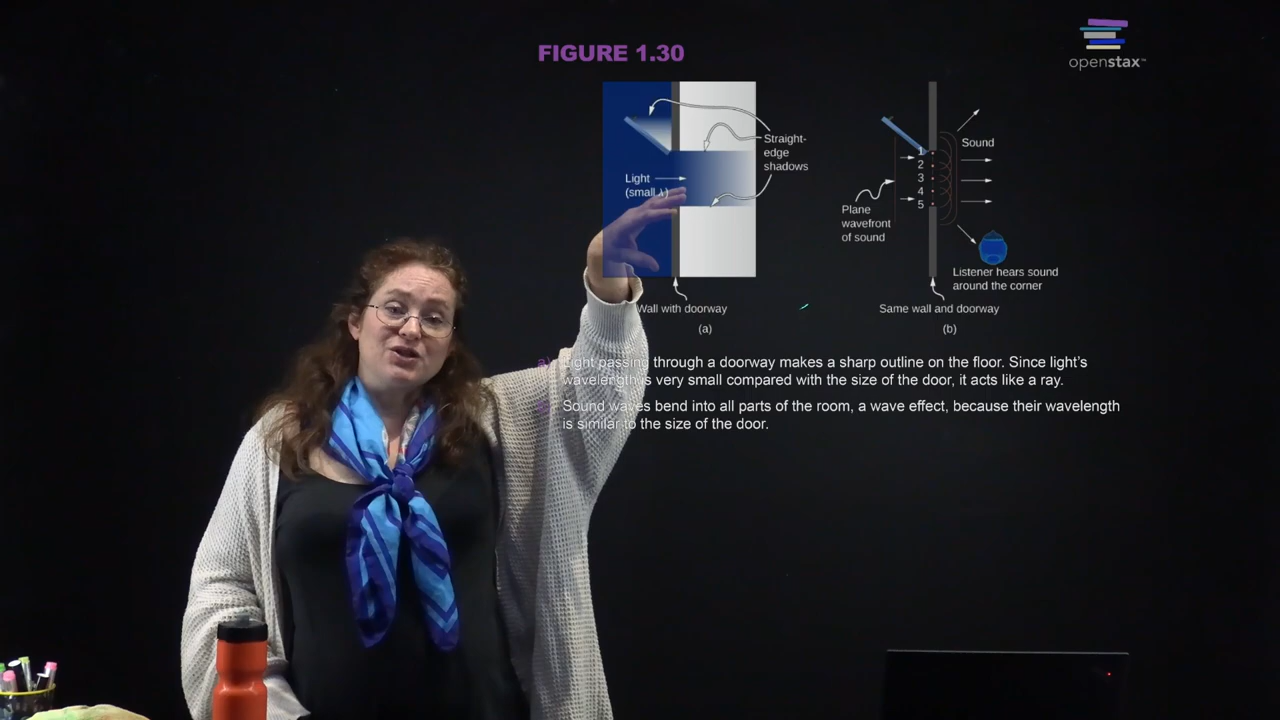 FIGURE 1.30
openstax™
Straight-
edge
shadows
Light
(small λ)
Wall with doorway
(a)
Sound
1
2
3
4
5
Plane
wavefront
of sound
Listener hears sound
around the corner
Same wall and doorway
(b)
a) Light passing through a doorway makes a sharp outline on the floor. Since light's
wavelength is very small compared with the size of the door, it acts like a ray.
Sound waves bend into all parts of the room, a wave effect, because their wavelength
is similar to the size of the door.